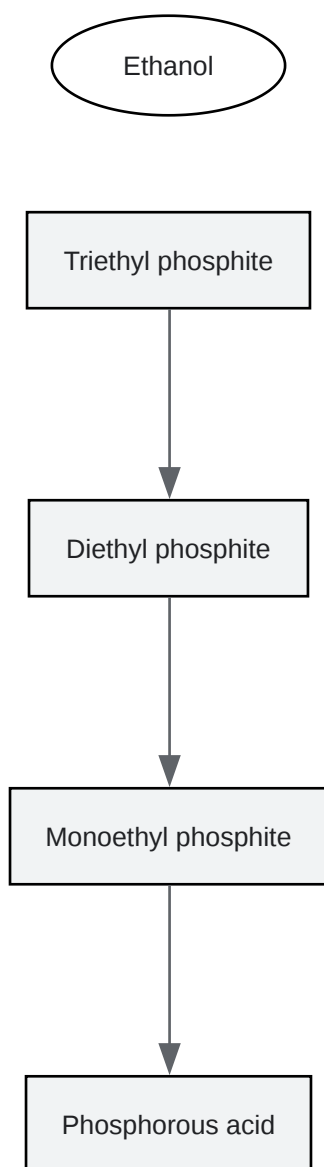 Ethanol
Triethyl phosphite
Diethyl phosphite
Monoethyl phosphite
Phosphorous acid